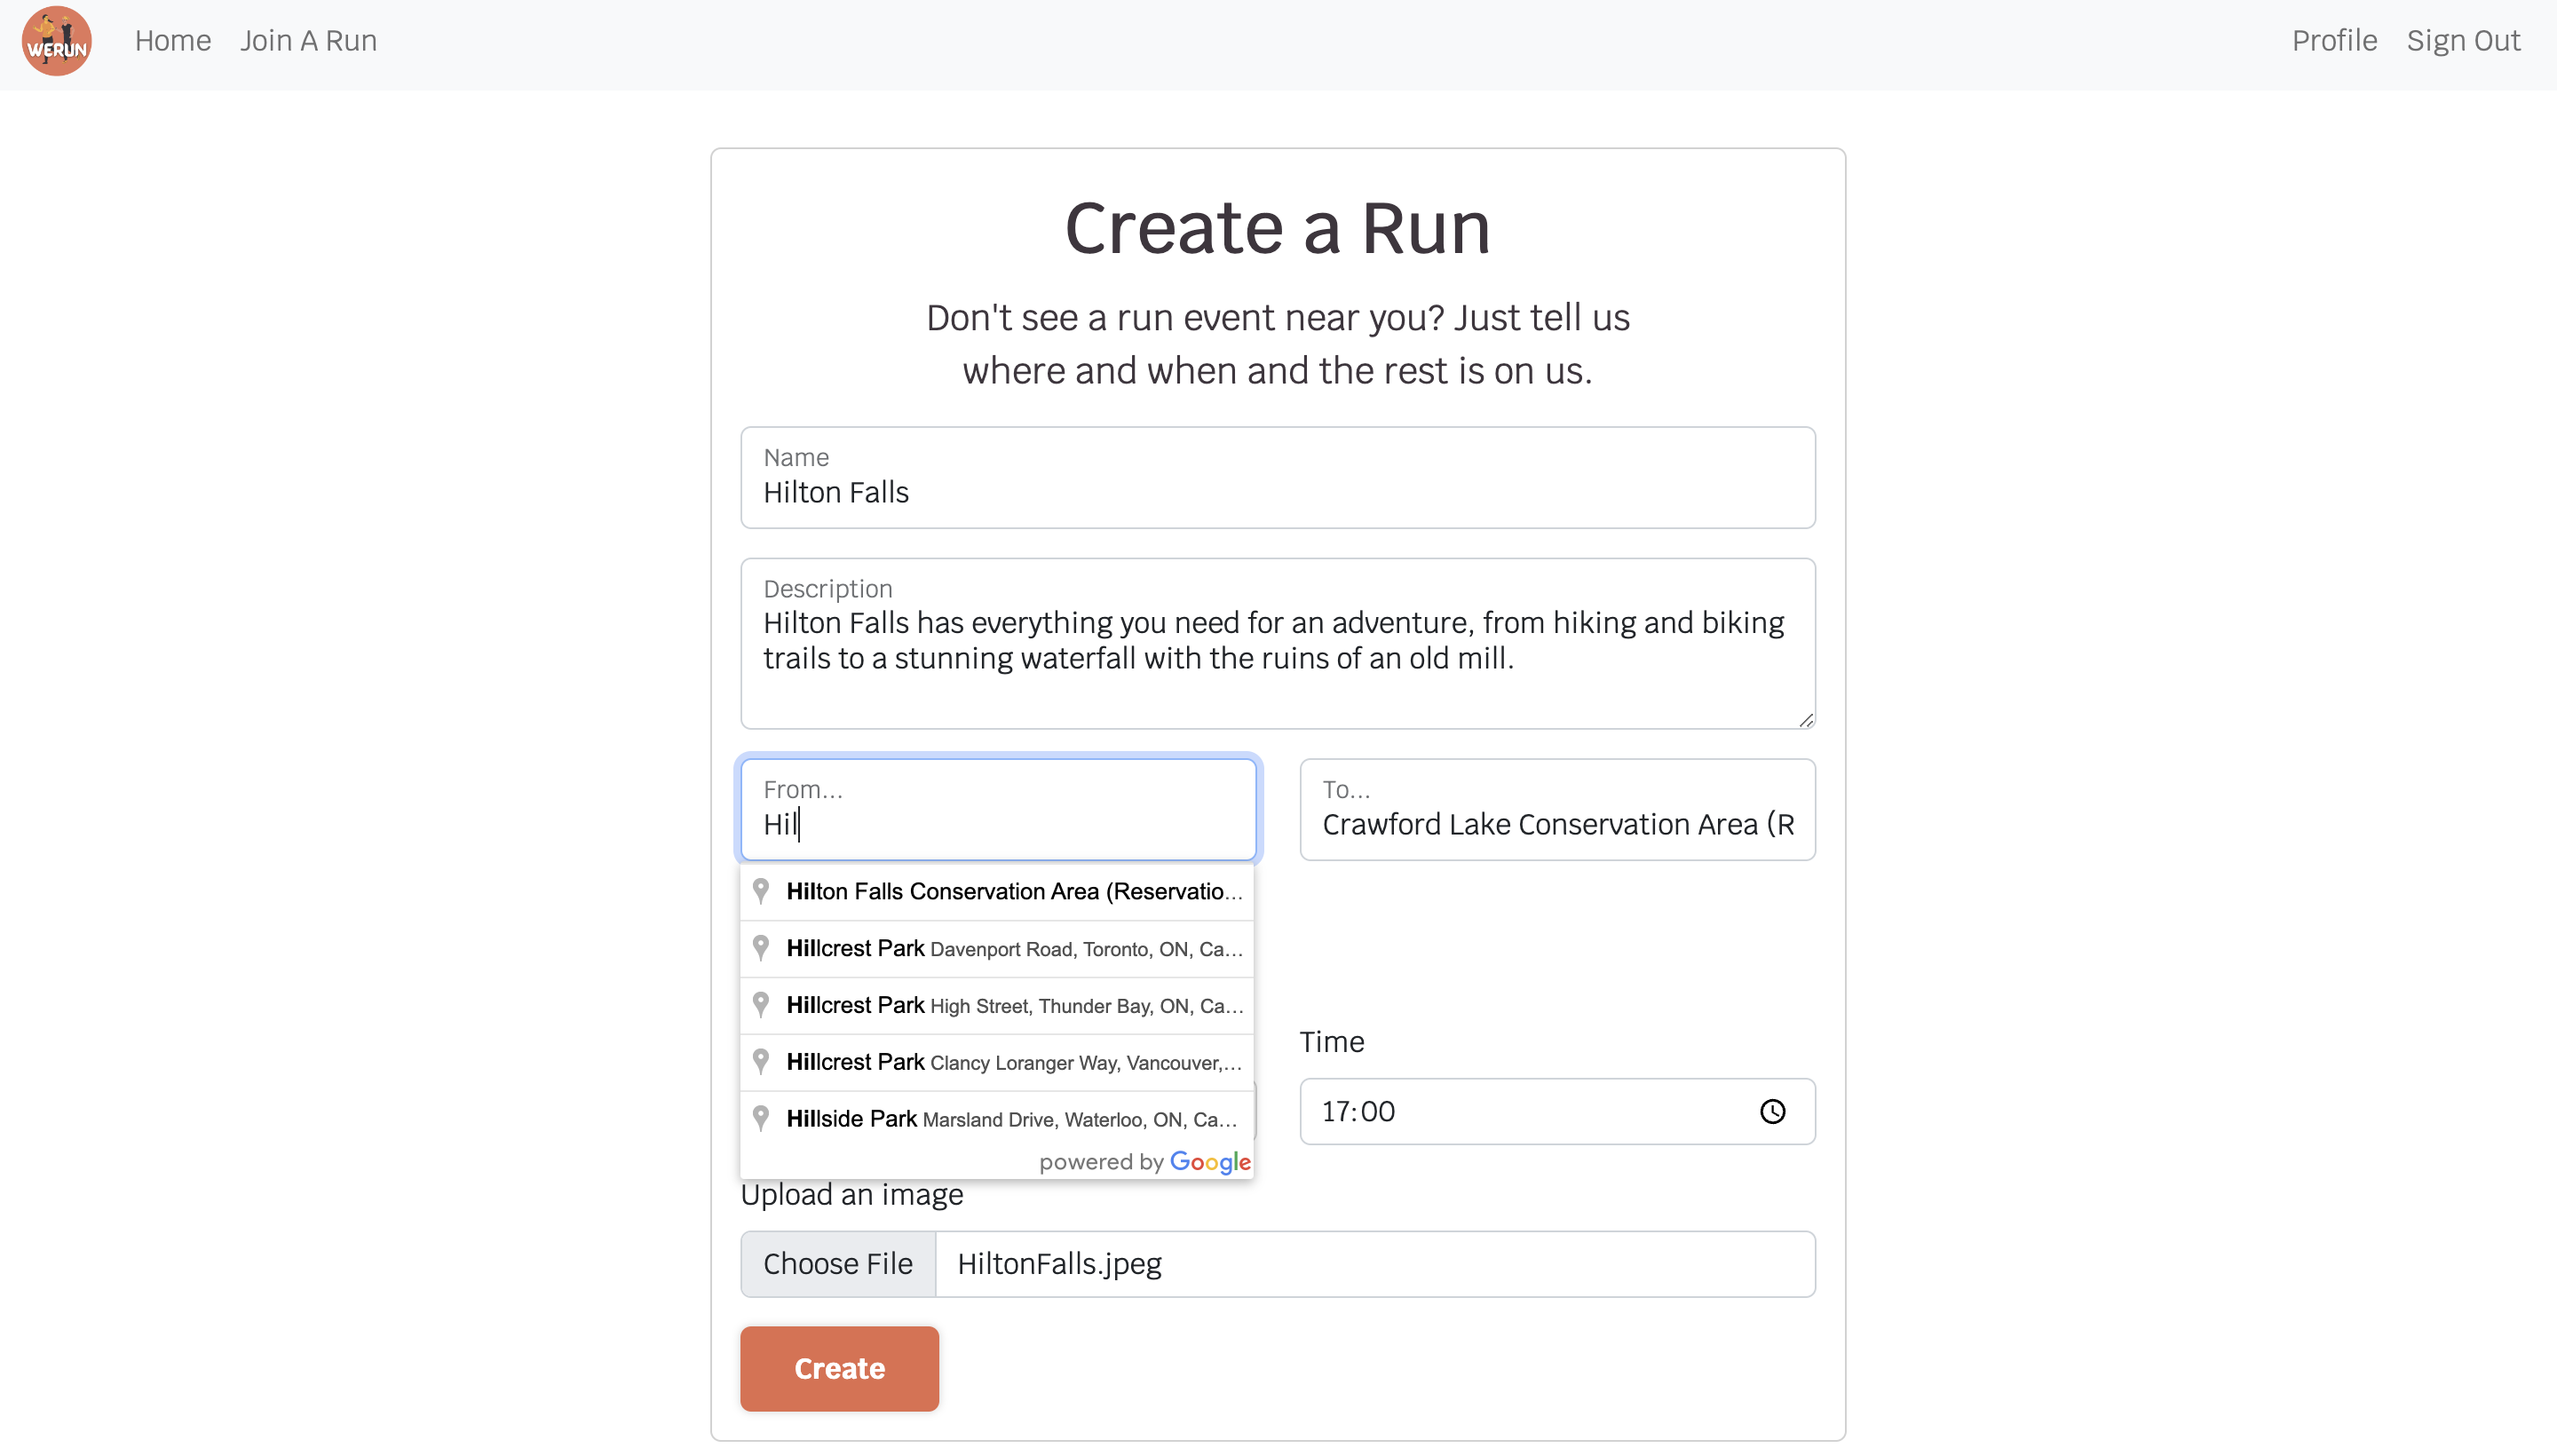 WERUN
Home
Join A Run
Profile
Sign Out
Create a Run
Don't see a run event near you? Just tell us
where and when and the rest is on us.
Name
Hilton Falls
Description
Hilton Falls has everything you need for an adventure, from hiking and biking
trails to a stunning waterfall with the ruins of an old mill.
From...
Hil
To...
Crawford Lake Conservation Area (R
Hilton Falls Conservation Area (Reservatio...
Hillcrest Park Davenport Road, Toronto, ON, Ca...
Hillcrest Park High Street, Thunder Bay, ON, Ca...
Hillcrest Park Clancy Loranger Way, Vancouver,...
Hillside Park Marsland Drive, Waterloo, ON, Ca...
powered by Google
Time
17:00
Upload an image
Choose File
HiltonFalls.jpeg
Create